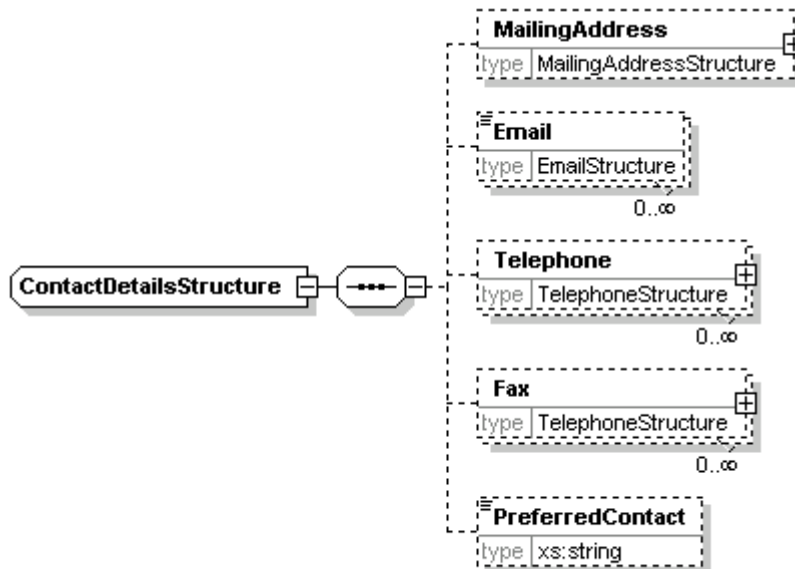 MailingAddress
type MailingAddressStructure
Email
type EmailStructure
0..∞
Telephone
type TelephoneStructure
0..∞
ContactDetailsStructure
Fax
type TelephoneStructure
0..∞
PreferredContact
type xs:string